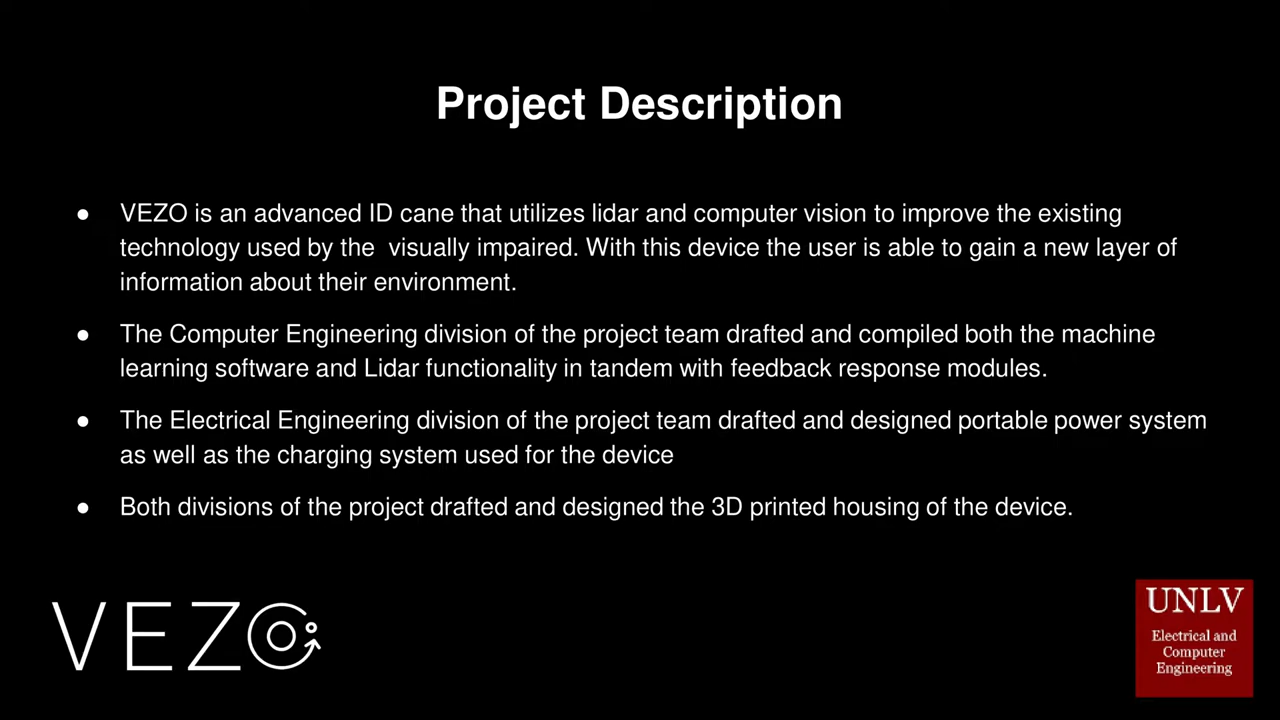 Project Description
● VEZO is an advanced ID cane that utilizes lidar and computer vision to improve the existing
technology used by the  visually impaired. With this device the user is able to gain a new layer of
information about their environment.
● The Computer Engineering division of the project team drafted and compiled both the machine
learning software and Lidar functionality in tandem with feedback response modules.
● The Electrical Engineering division of the project team drafted and designed portable power system
as well as the charging system used for the device
● Both divisions of the project drafted and designed the 3D printed housing of the device.
VEZO
UNLV
Electrical and
Computer
Engineering